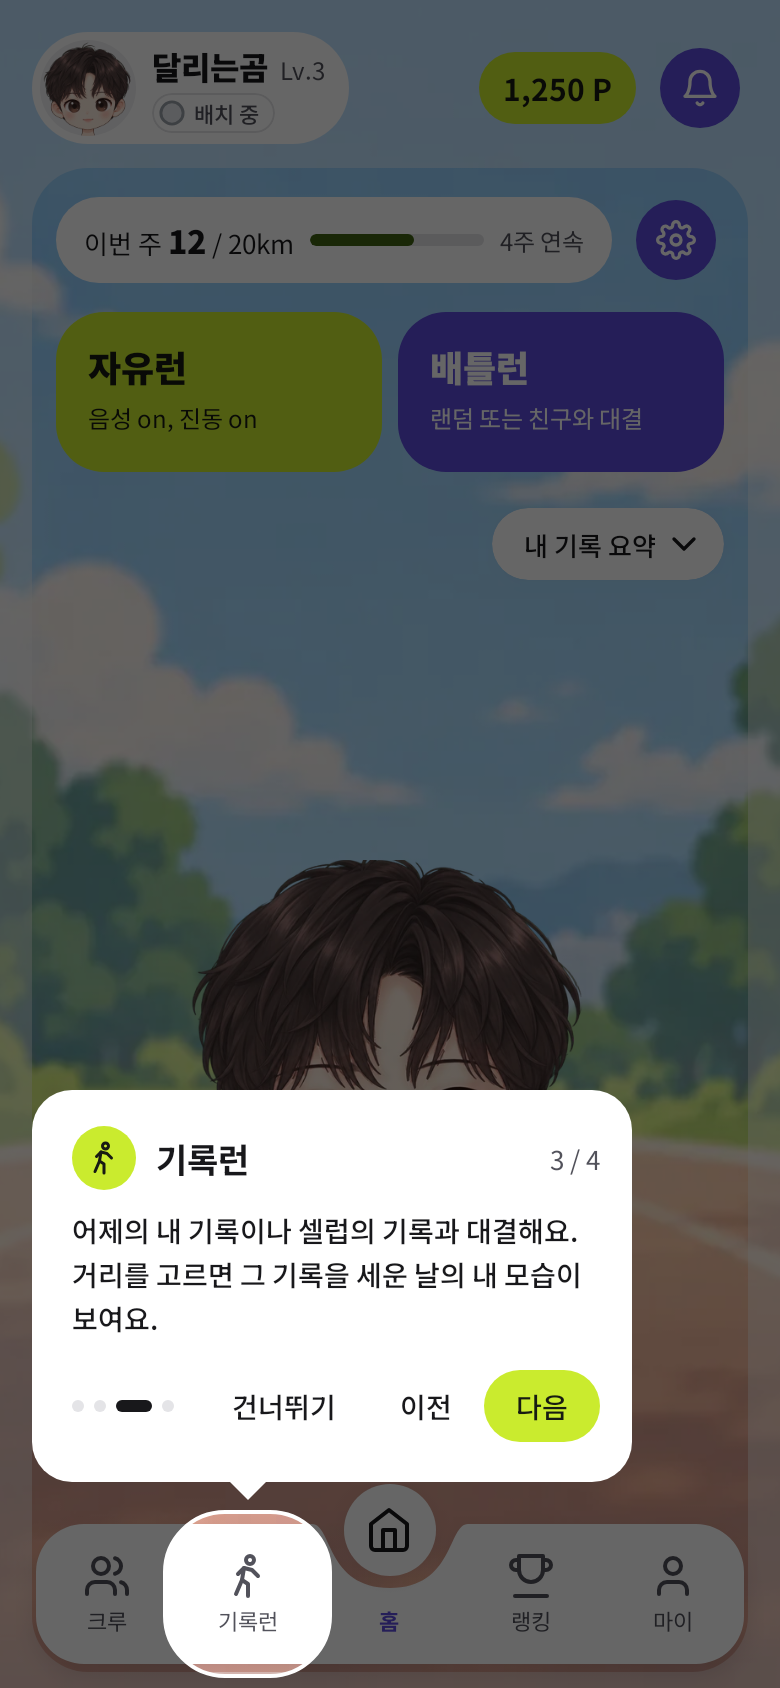 달리는곰 Lv.3
배치 중
1,250 P
이번 주 12 / 20km
4주 연속
자유런
음성 on, 진동 on
배틀런
랜덤 또는 친구와 대결
내 기록 요약
기록런
3 / 4
어제의 내 기록이나 셀럽의 기록과 대결해요.
거리를 고르면 그 기록을 세운 날의 내 모습이
보여요.
건너뛰기
이전
다음
크루
기록런
홈
랭킹
마이